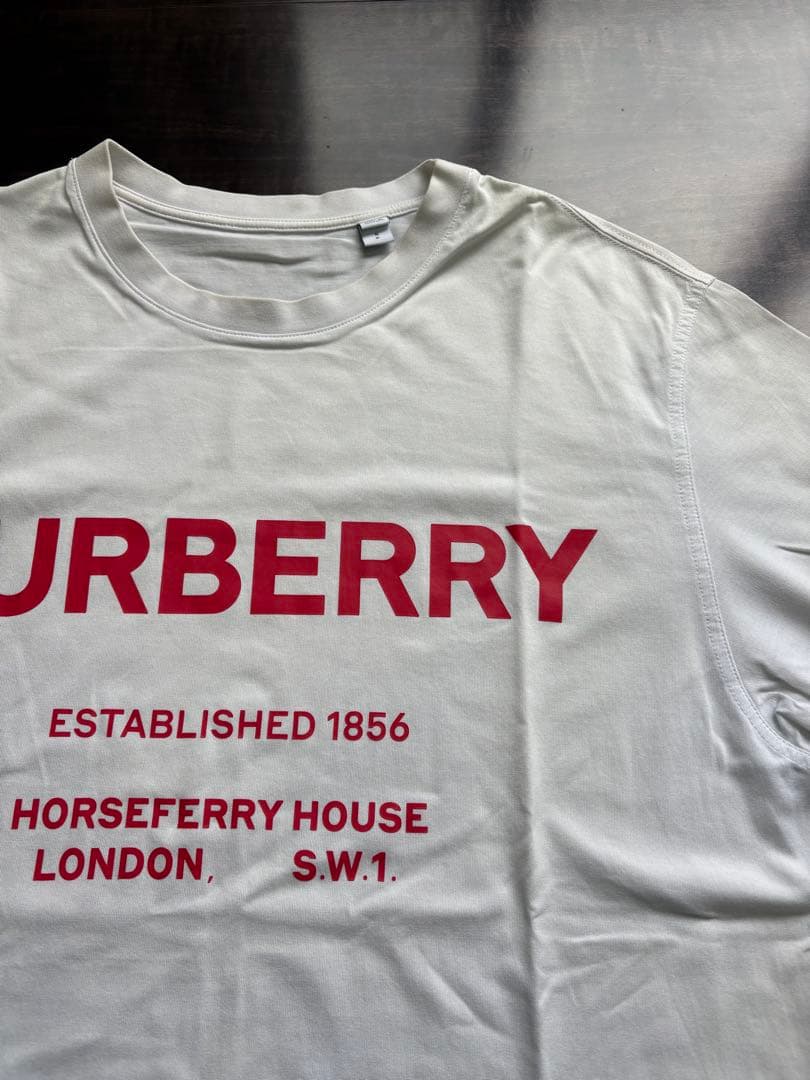 URBERRY
ESTABLISHED 1856
HORSEFERRY HOUSE
LONDON, S.W.1.